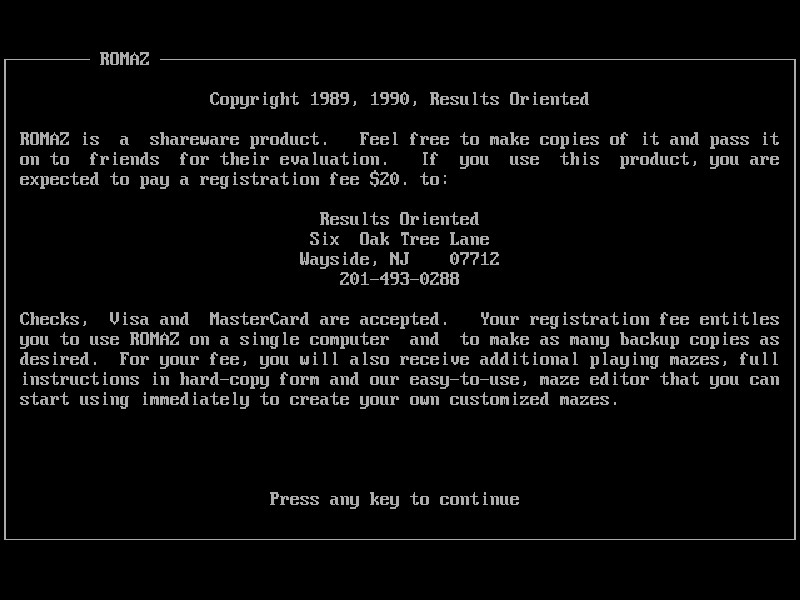 ROMAZ
Copyright 1989, 1990, Results Oriented
ROMAZ is  a  shareware product.   Feel free to make copies of it and pass it
on to  friends  for their evaluation.   If  you  use  this  product, you are
expected to pay a registration fee $20. to:
Results Oriented
Six  Oak Tree Lane
Wayside, NJ    07712
201-493-0288
Checks,  Visa and  MasterCard are accepted.   Your registration fee entitles
you to use ROMAZ on a single computer  and  to make as many backup copies as
desired.  For your fee, you will also receive additional playing mazes, full
instructions in hard-copy form and our easy-to-use, maze editor that you can
start using immediately to create your own customized mazes.
Press any key to continue